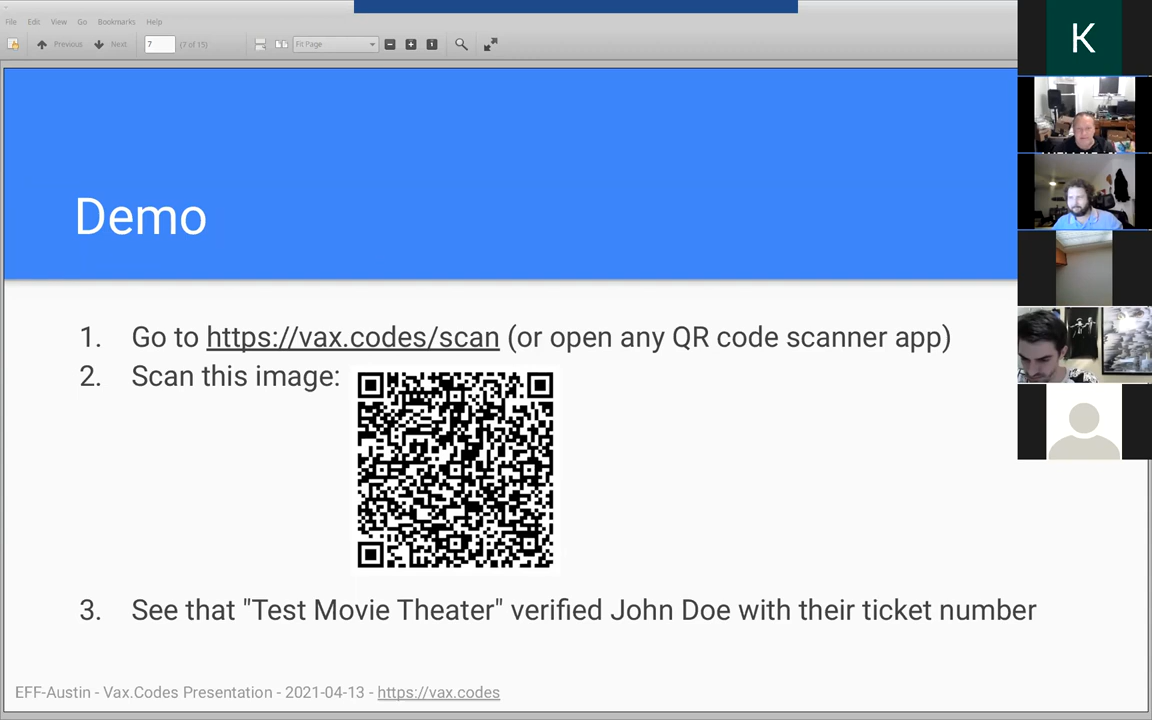 File Edit View Go Bookmarks Help
Previous Next 7 (7 of 15) Fit Page
K
Demo
1. Go to https://vax.codes/scan (or open any QR code scanner app)
2. Scan this image:
3. See that "Test Movie Theater" verified John Doe with their ticket number
EFF-Austin - Vax.Codes Presentation - 2021-04-13 - https://vax.codes